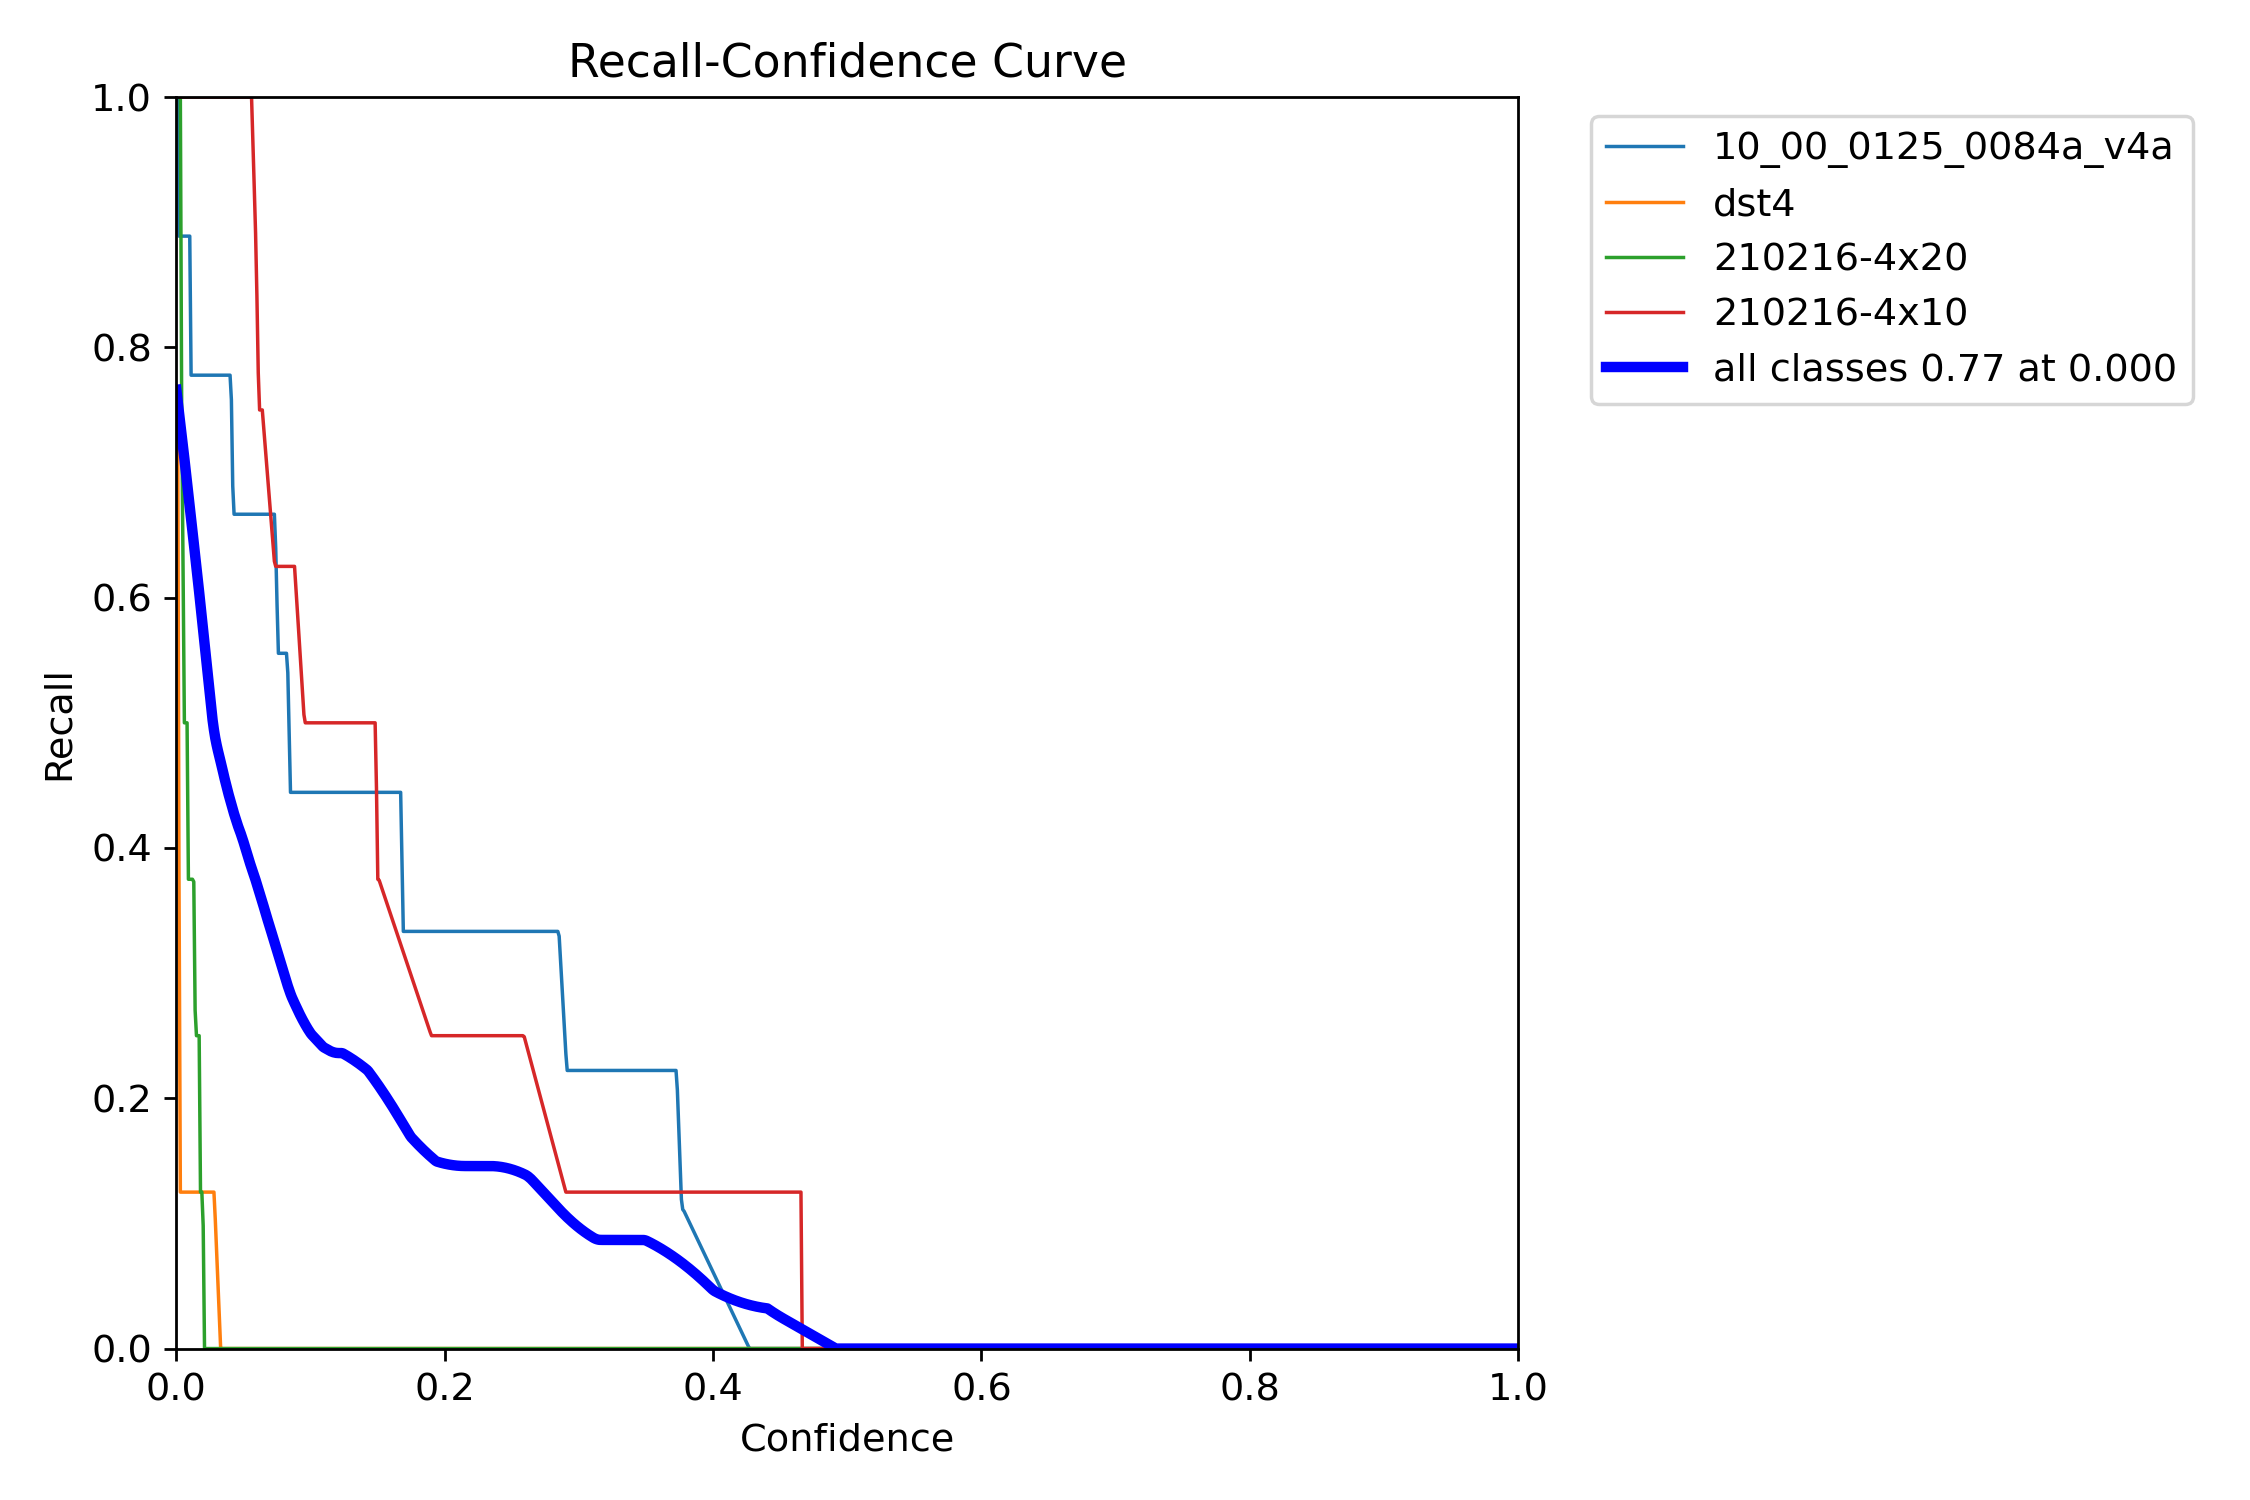 Recall-Confidence Curve
1.0
0.8
0.6
0.4
0.2
0.0
Recall
0.0 0.2 0.4 0.6 0.8 1.0
Confidence
10_00_0125_0084a_v4a
dst4
210216-4x20
210216-4x10
all classes 0.77 at 0.000